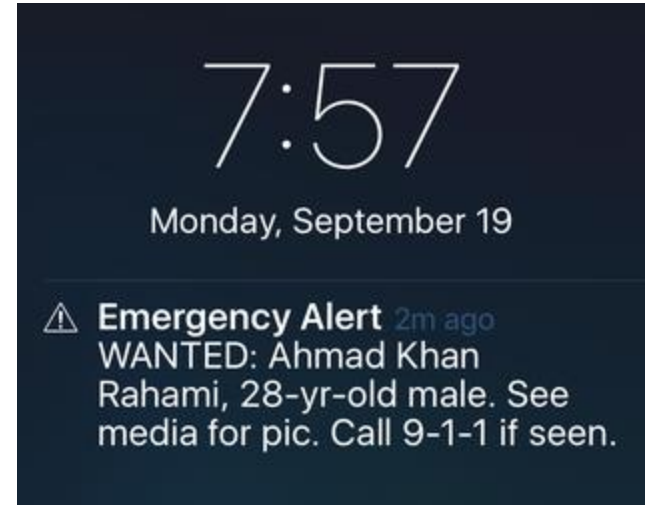 7:57
Monday, September 19
Emergency Alert 2m ago
WANTED: Ahmad Khan
Rahami, 28-yr-old male. See
media for pic. Call 9-1-1 if seen.